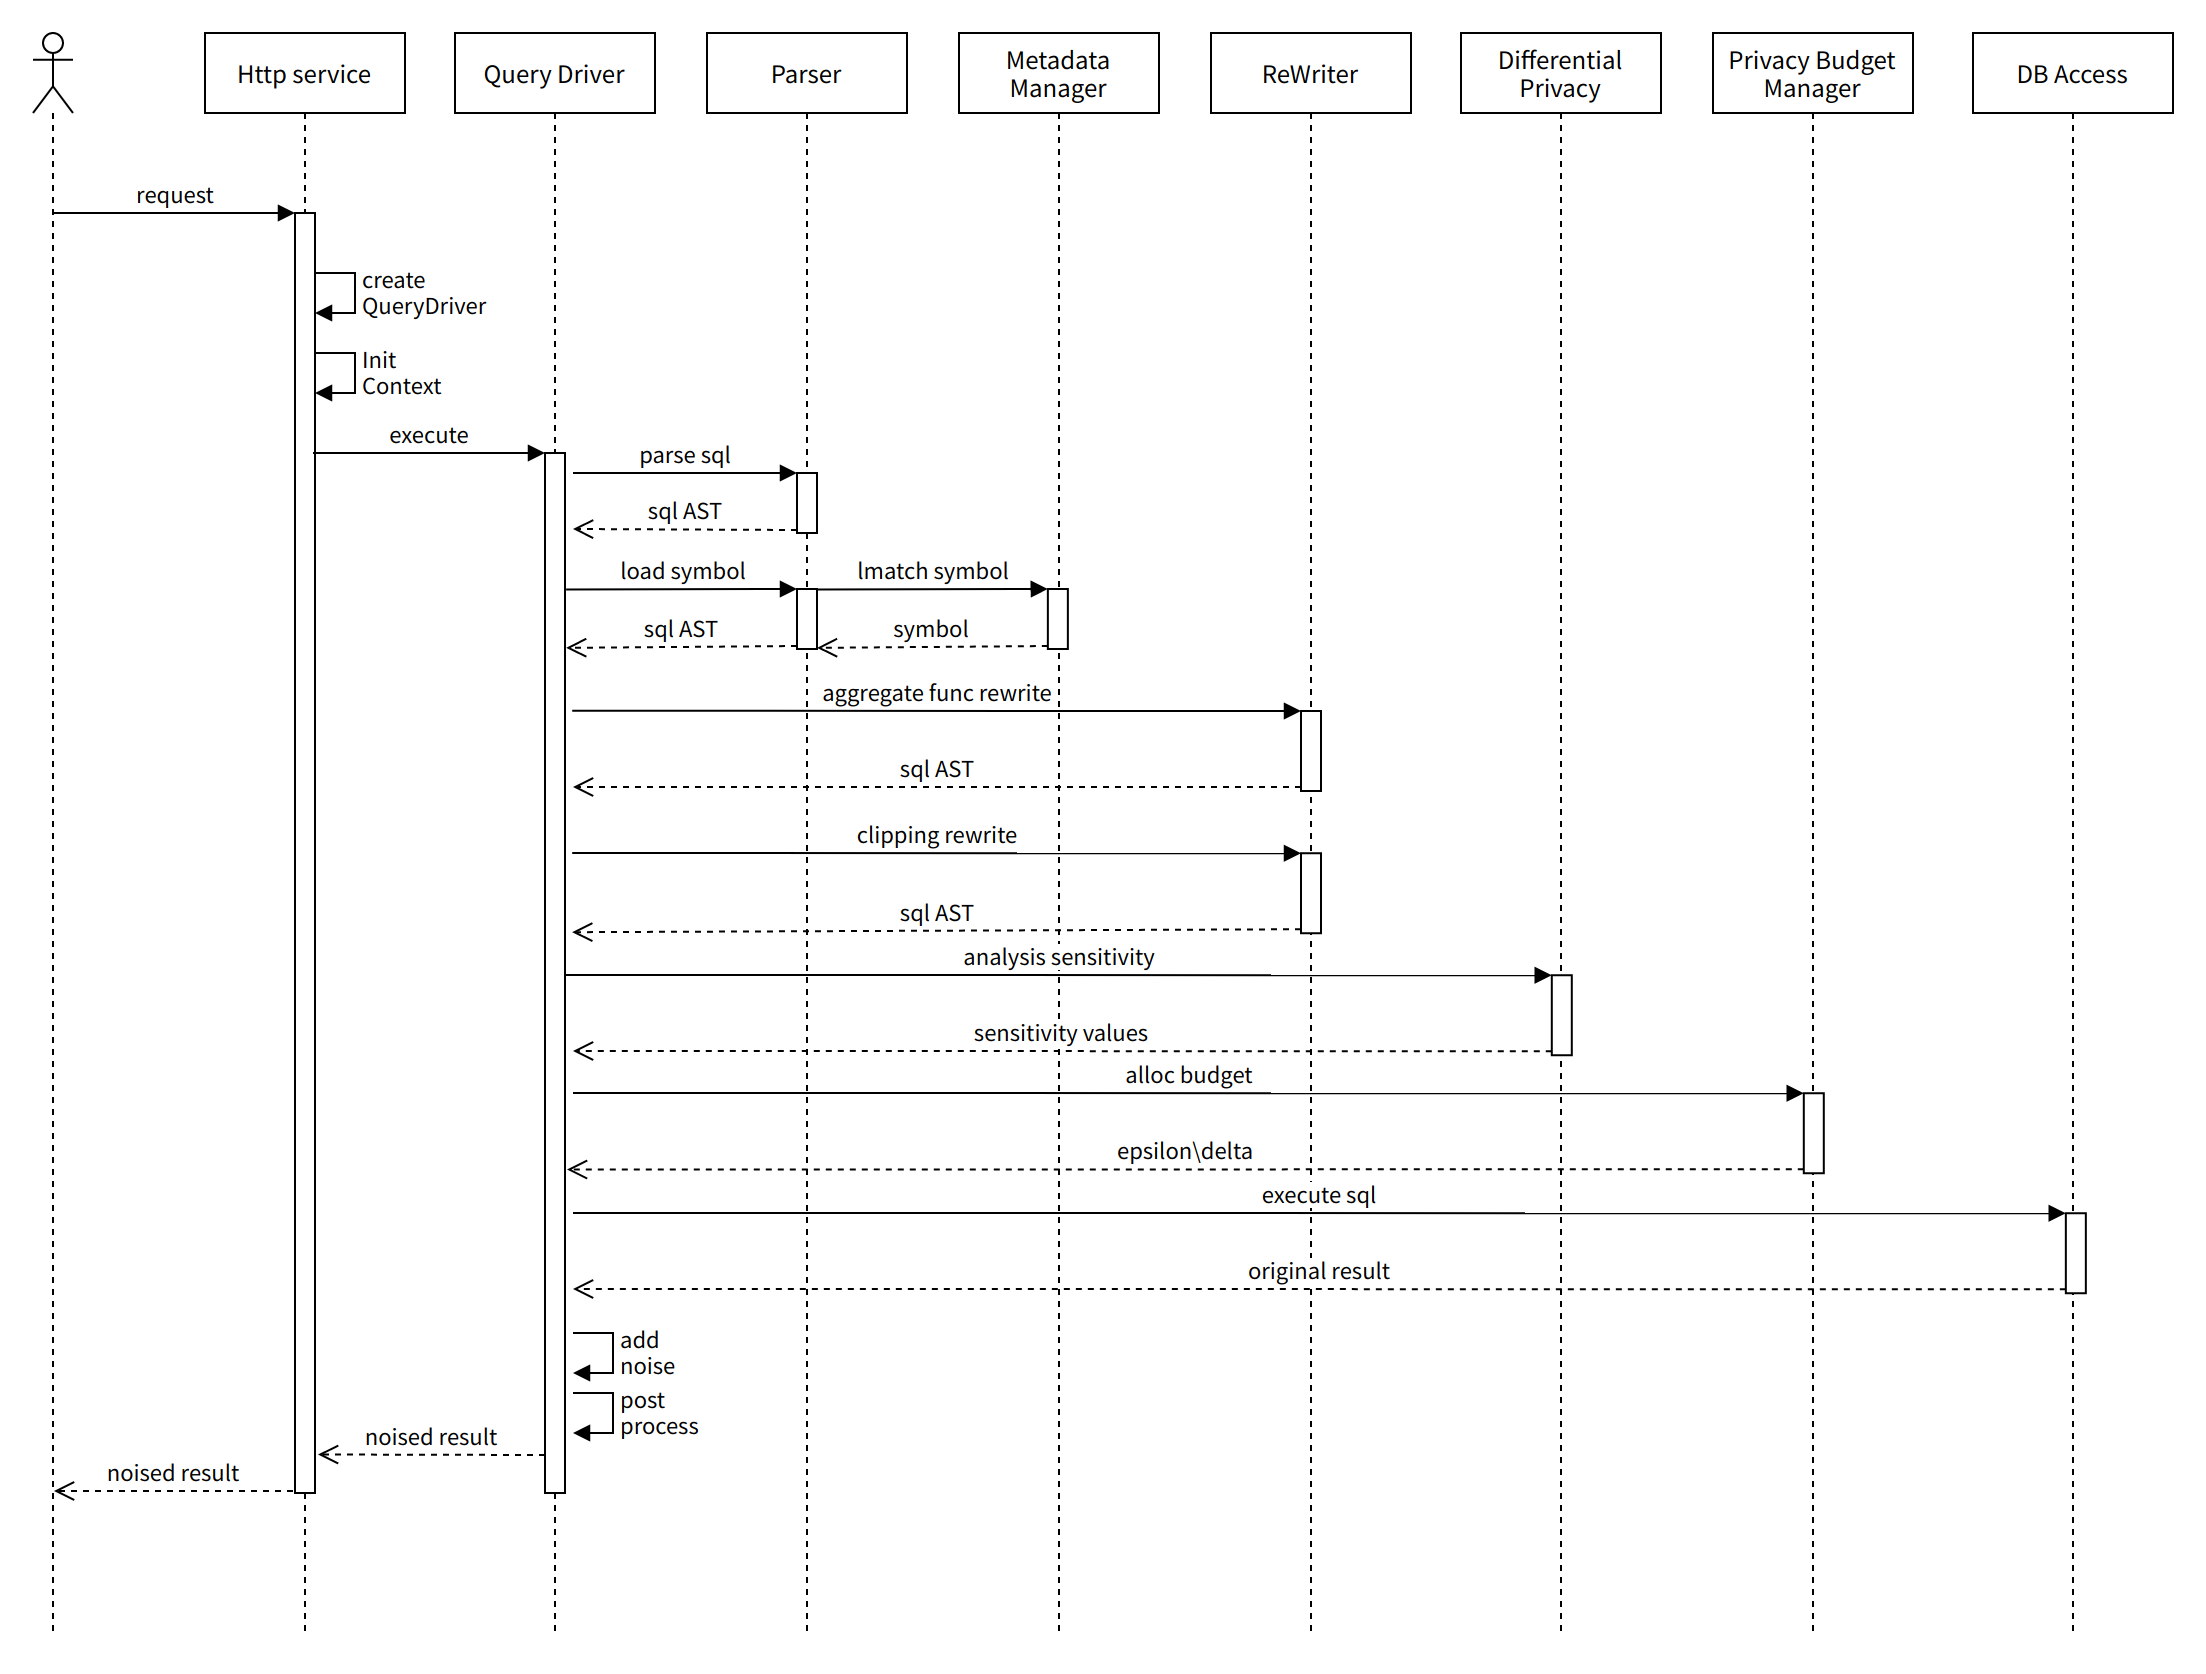 Http service
Query Driver
Parser
Metadada
Manager
ReWriter
Differential
Privacy
Privacy Budget
Manager
DB Access
request
create
QueryDriver
Init
Context
execute
parse sql
sql AST
load symbol
lmatch symbol
sql AST
symbol
aggregate func rewrite
sql AST
clipping rewrite
sql AST
analysis sensitivity
sensitivity values
alloc budget
epsilon\delta
execute sql
original result
add
noise
post
process
noised result
noised result